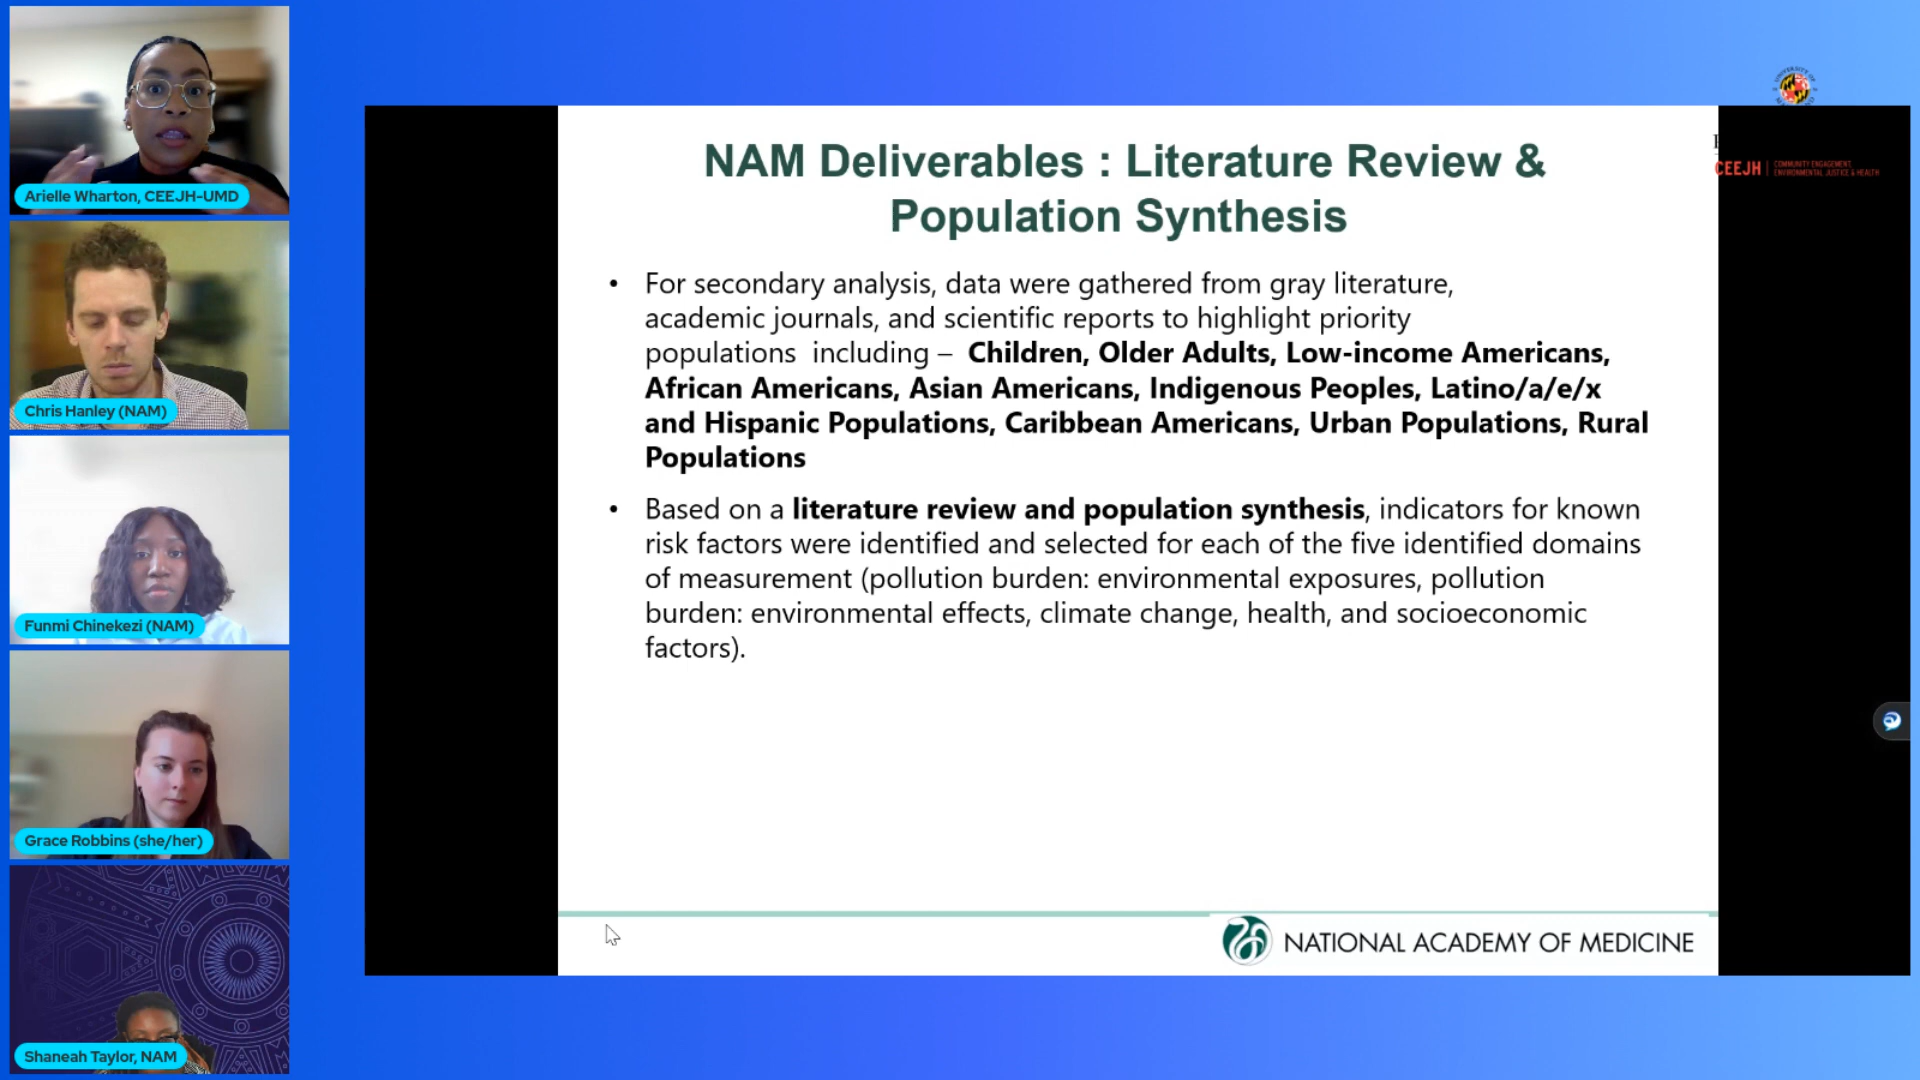 Arielle Wharton, CEEJH-UMD
Chris Hanley (NAM)
Funmi Chinekezi (NAM)
Grace Robbins (she/her)
Shaneah Taylor, NAM
NAM Deliverables : Literature Review &
Population Synthesis
• For secondary analysis, data were gathered from gray literature,
academic journals, and scientific reports to highlight priority
populations including – Children, Older Adults, Low-income Americans,
African Americans, Asian Americans, Indigenous Peoples, Latino/a/e/x
and Hispanic Populations, Caribbean Americans, Urban Populations, Rural
Populations
• Based on a literature review and population synthesis, indicators for known
risk factors were identified and selected for each of the five identified domains
of measurement (pollution burden: environmental exposures, pollution
burden: environmental effects, climate change, health, and socioeconomic
factors).
NATIONAL ACADEMY OF MEDICINE
UNIVERSITY OF
CEEJH
COMMUNITY ENGAGEMENT,
ENVIRONMENTAL JUSTICE & HEALTH